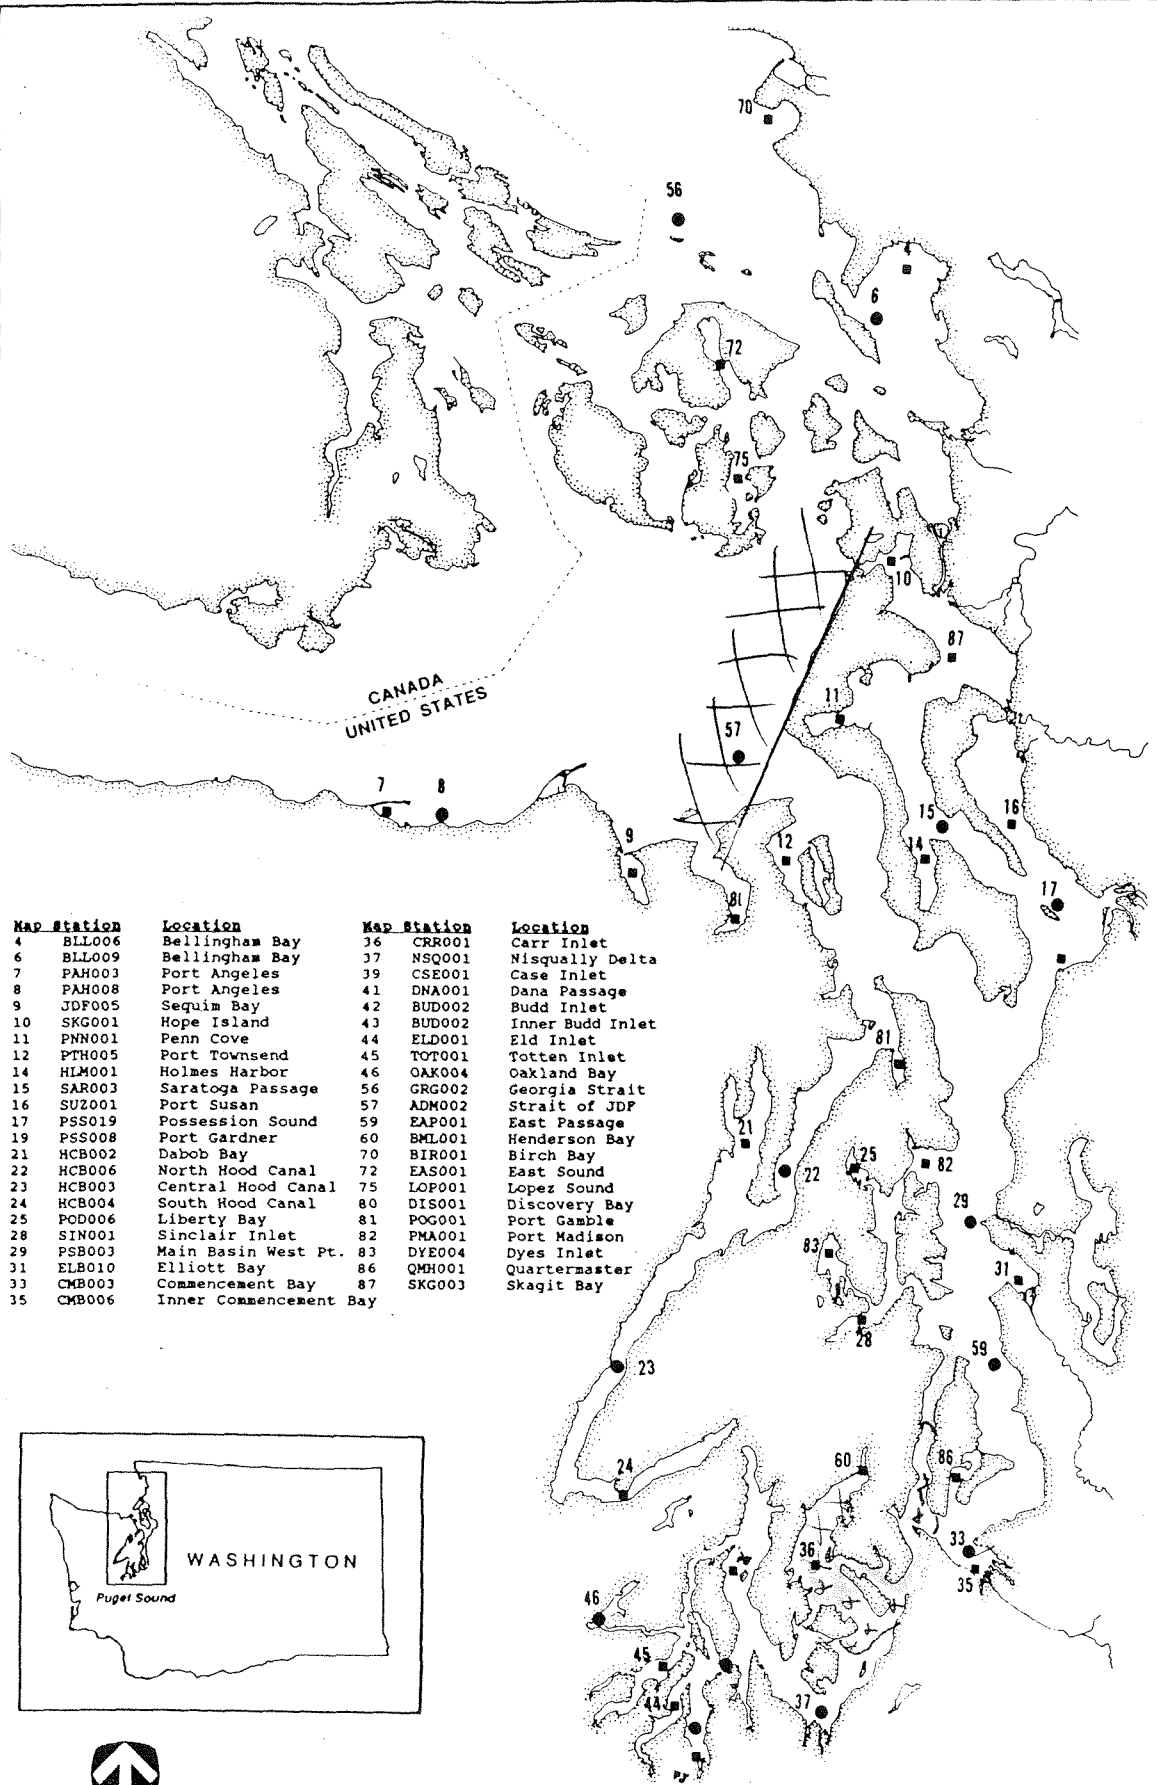 70
56
4
6
72
75
10
87
CANADA
UNITED STATES
11
57
7
8
9
12
15
16
14
17
81
Map Station Location Map Station Location
4 BLL006 Bellingham Bay 36 CRR001 Carr Inlet
6 BLL009 Bellingham Bay 37 NSQ001 Nisqually Delta
7 PAH003 Port Angeles 39 CSE001 Case Inlet
8 PAH008 Port Angeles 41 DNA001 Dana Passage
9 JDF005 Sequim Bay 42 BUD002 Budd Inlet
10 SKG001 Hope Island 43 BUD002 Inner Budd Inlet
11 PNN001 Penn Cove 44 ELD001 Eld Inlet
12 PTH005 Port Townsend 45 TOT001 Totten Inlet
14 HLM001 Holmes Harbor 46 OAK004 Oakland Bay
15 SAR003 Saratoga Passage 56 GRG002 Georgia Strait
16 SUZ001 Port Susan 57 ADM002 Strait of JDF
17 PSS019 Possession Sound 59 EAP001 East Passage
19 PSS008 Port Gardner 60 BML001 Henderson Bay
21 HCB002 Dabob Bay 70 BIR001 Birch Bay
22 HCB006 North Hood Canal 72 EAS001 East Sound
23 HCB003 Central Hood Canal 75 LOP001 Lopez Sound
24 HCB004 South Hood Canal 80 DIS001 Discovery Bay
25 POD006 Liberty Bay 81 POG001 Port Gamble
28 SIN001 Sinclair Inlet 82 PMA001 Port Madison
29 PSB003 Main Basin West Pt. 83 DYE004 Dyes Inlet
31 ELB010 Elliott Bay 86 QMH001 Quartermaster
33 CMB003 Commencement Bay 87 SKG003 Skagit Bay
35 CMB006 Inner Commencement Bay
81
21
22
25
82
29
83
31
28
23
59
24
60
86
36
33
35
46
45
44
37
WASHINGTON
Puget Sound